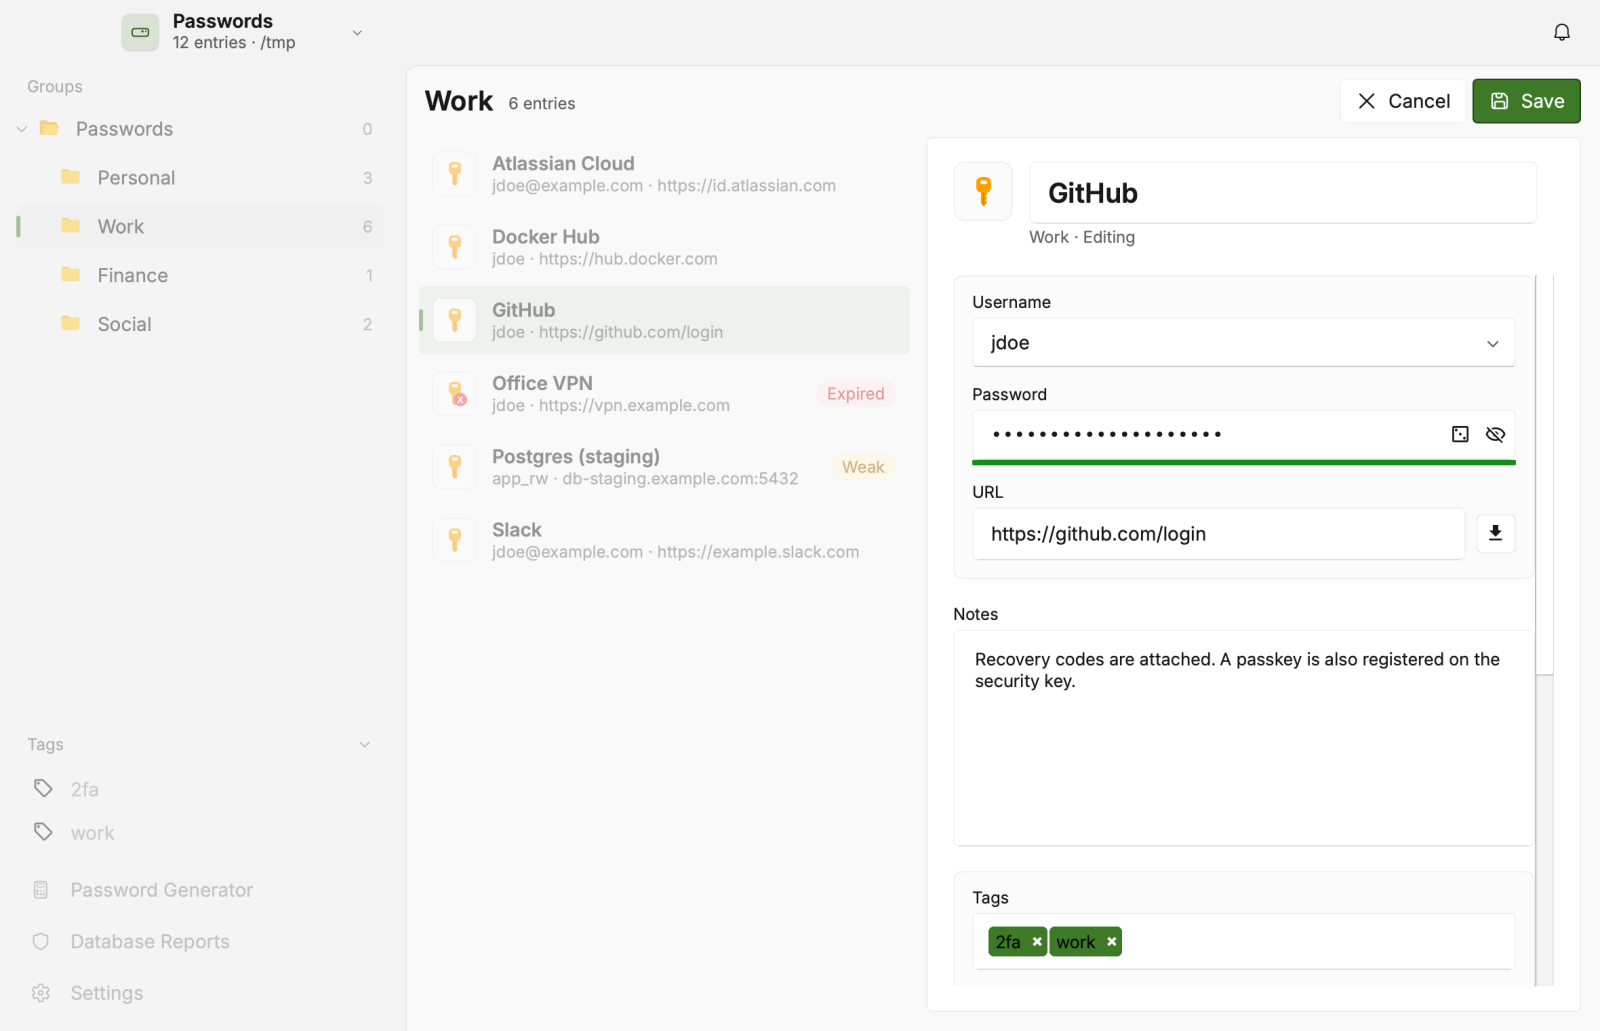 Passwords
12 entries · /tmp
Groups
Passwords 0
Personal 3
Work 6
Finance 1
Social 2
Tags
2fa
work
Password Generator
Database Reports
Settings
Work 6 entries
Cancel
Save
Atlassian Cloud
jdoe@example.com · https://id.atlassian.com
Docker Hub
jdoe · https://hub.docker.com
GitHub
jdoe · https://github.com/login
Office VPN
jdoe · https://vpn.example.com
Expired
Postgres (staging)
app_rw · db-staging.example.com:5432
Weak
Slack
jdoe@example.com · https://example.slack.com
GitHub
Work · Editing
Username
jdoe
Password
••••••••••••••••••••
URL
https://github.com/login
Notes
Recovery codes are attached. A passkey is also registered on the
security key.
Tags
2fa × work ×